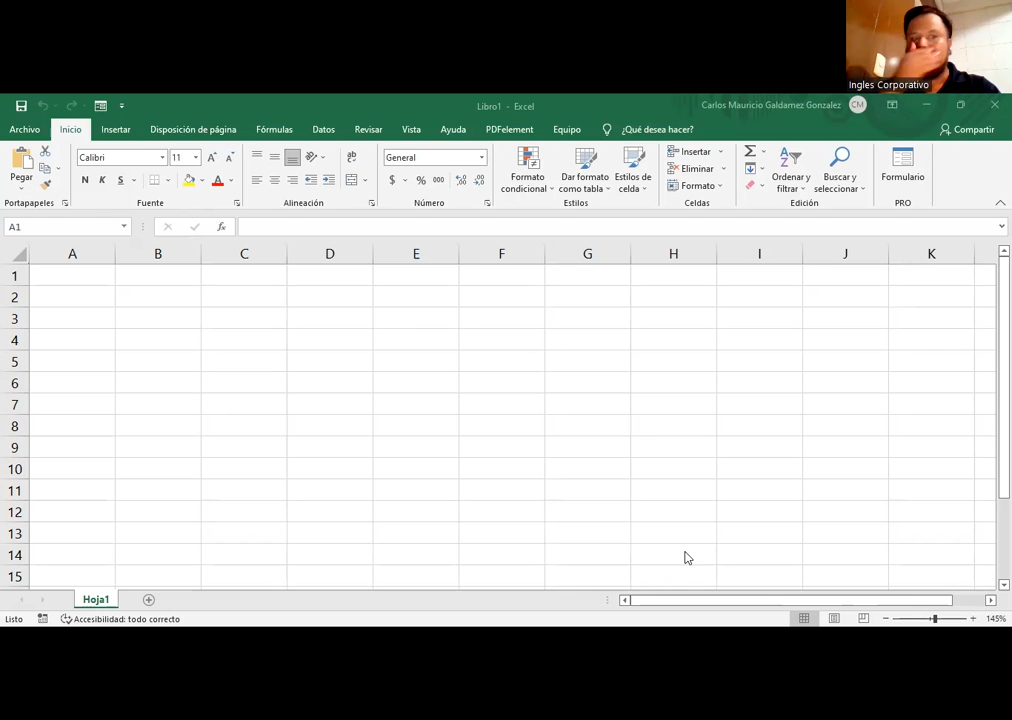 Ingles Corporativo
Libro1 - Excel
Carlos Mauricio Galdamez Gonzalez
CM
Archivo Inicio Insertar Disposición de página Fórmulas Datos Revisar Vista Ayuda PDFelement Equipo ¿Qué desea hacer? Compartir
Pegar
Calibri 11
General
N K S
$ % 000
Formato condicional
Dar formato como tabla
Estilos de celda
Insertar
Eliminar
Formato
Ordenar y filtrar
Buscar y seleccionar
Formulario
Portapapeles Fuente Alineación Número Estilos Celdas Edición PRO
A1 fx
A B C D E F G H I J K
1
2
3
4
5
6
7
8
9
10
11
12
13
14
15
Hoja1
Listo Accesibilidad: todo correcto 145%